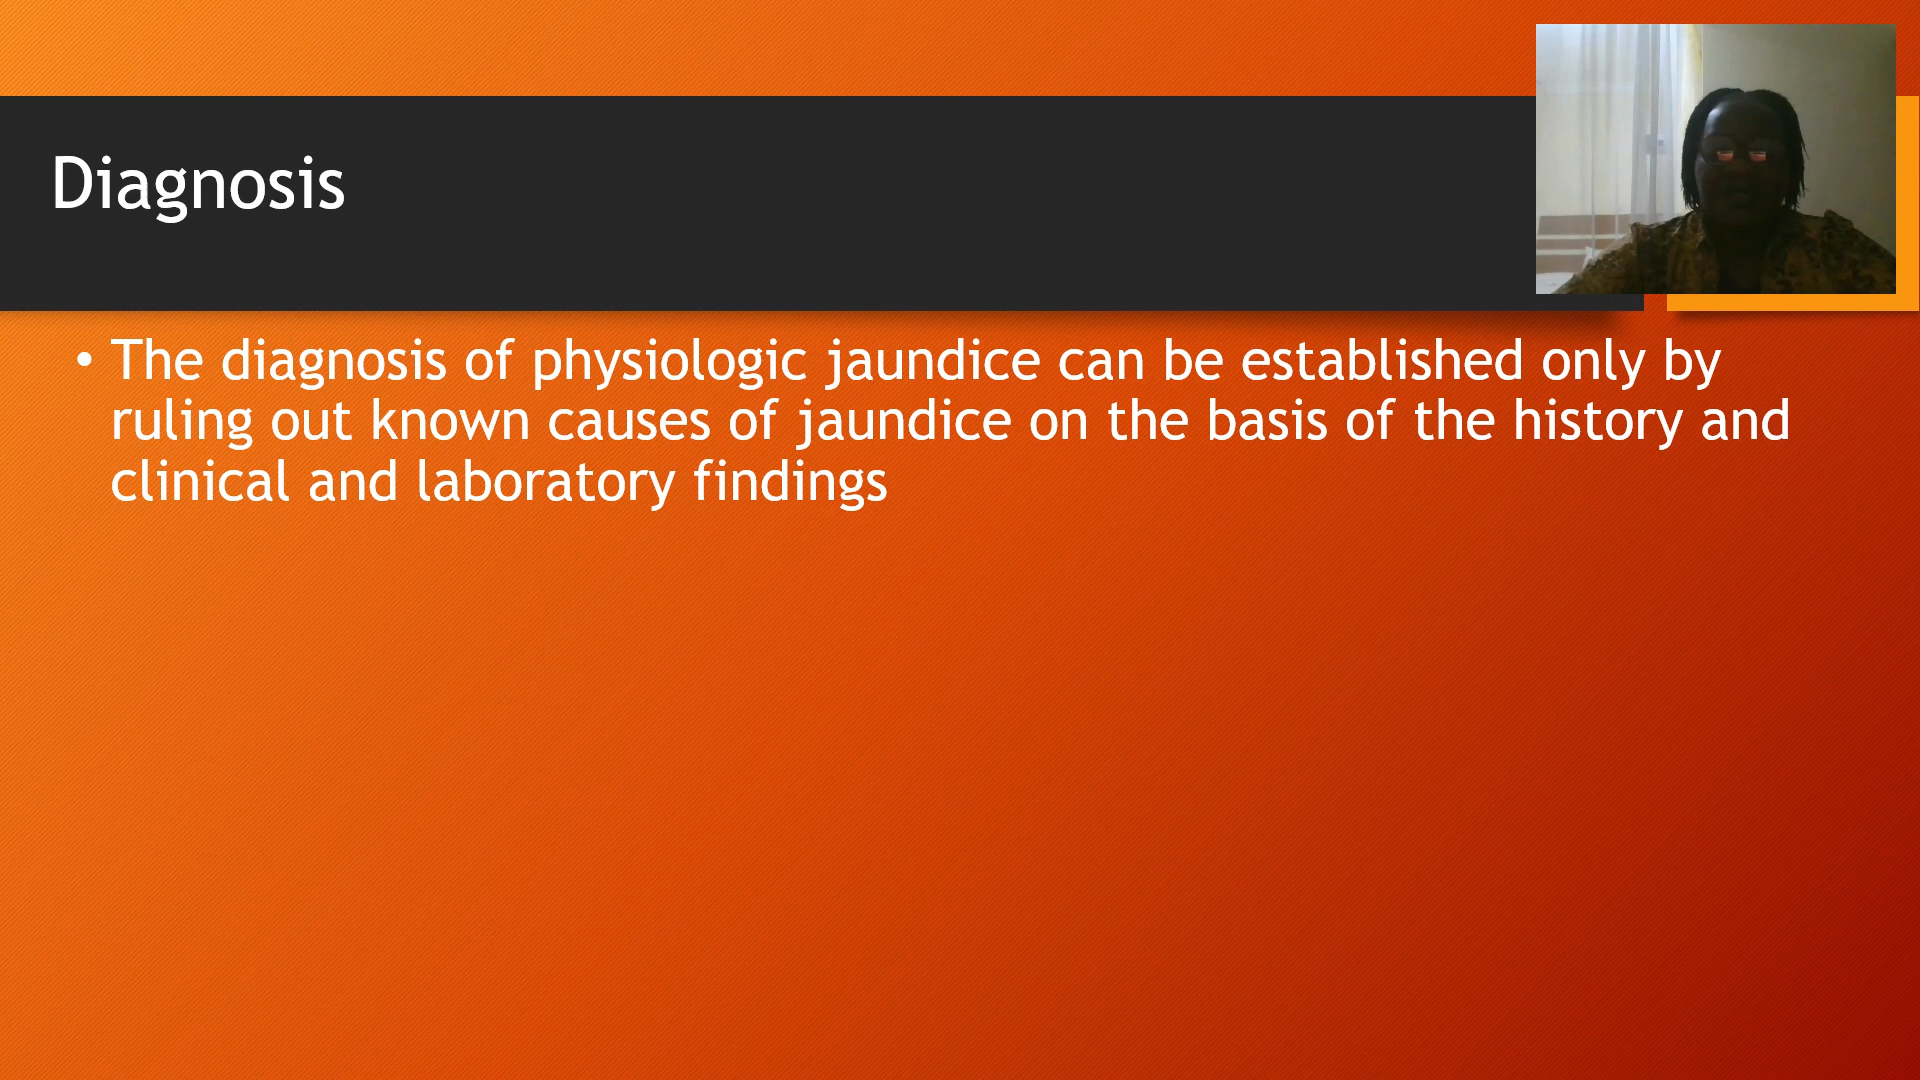 Diagnosis
• The diagnosis of physiologic jaundice can be established only by
ruling out known causes of jaundice on the basis of the history and
clinical and laboratory findings